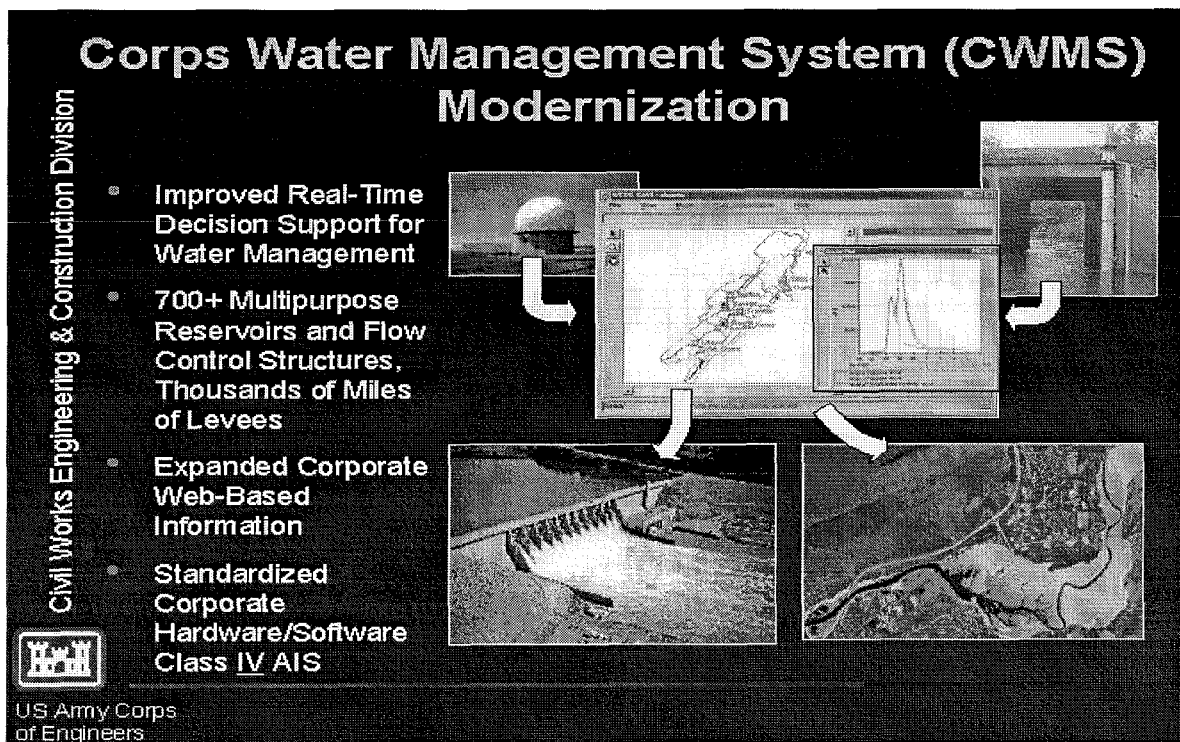 Corps Water Management System (CWMS)
Modernization
Civil Works Engineering & Construction Division
Improved Real-Time
Decision Support for
Water Management
700+ Multipurpose
Reservoirs and Flow
Control Structures,
Thousands of Miles
of Levees
Expanded Corporate
Web-Based
Information
Standardized
Corporate
Hardware/Software
Class IV AIS
US Army Corps
of Engineers